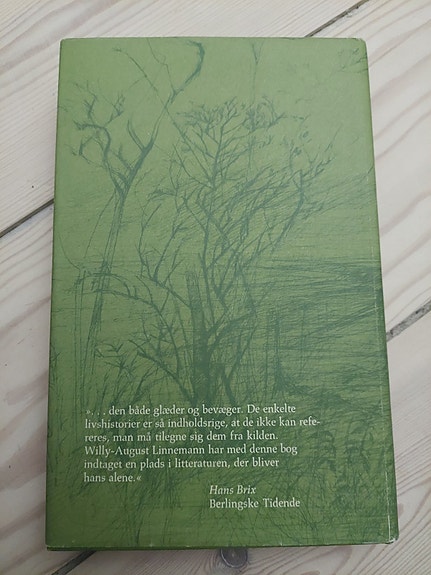 ». . . den både glæder og bevæger. De enkelte
livshistorier er så indholdsrige, at de ikke kan refe-
reres, man må tilegne sig dem fra kilden.
Willy-August Linnemann har med denne bog
indtaget en plads i litteraturen, der bliver
hans alene.«
Hans Brix
Berlingske Tidende